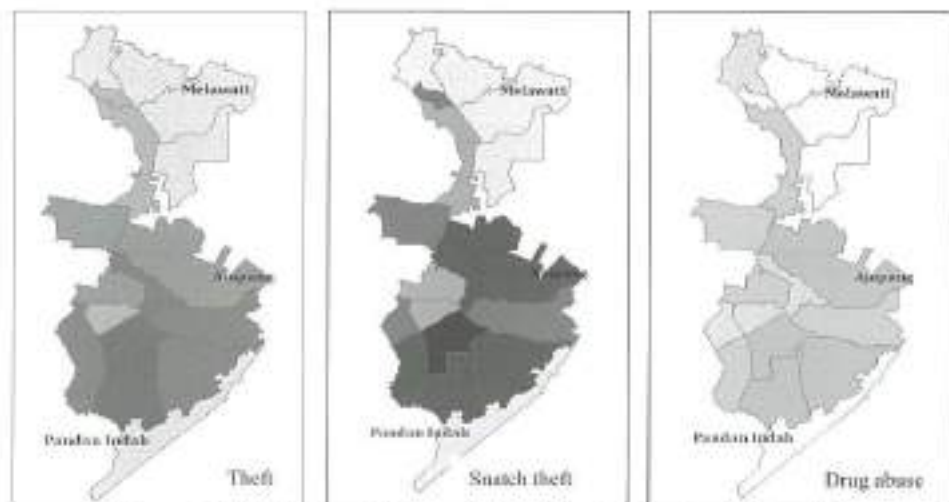 Melawati
Ampang
Pandan Indah
Theft
Melawati
Pandan Indah
Snatch theft
Melawati
Ampang
Pandan Indah
Drug abuse